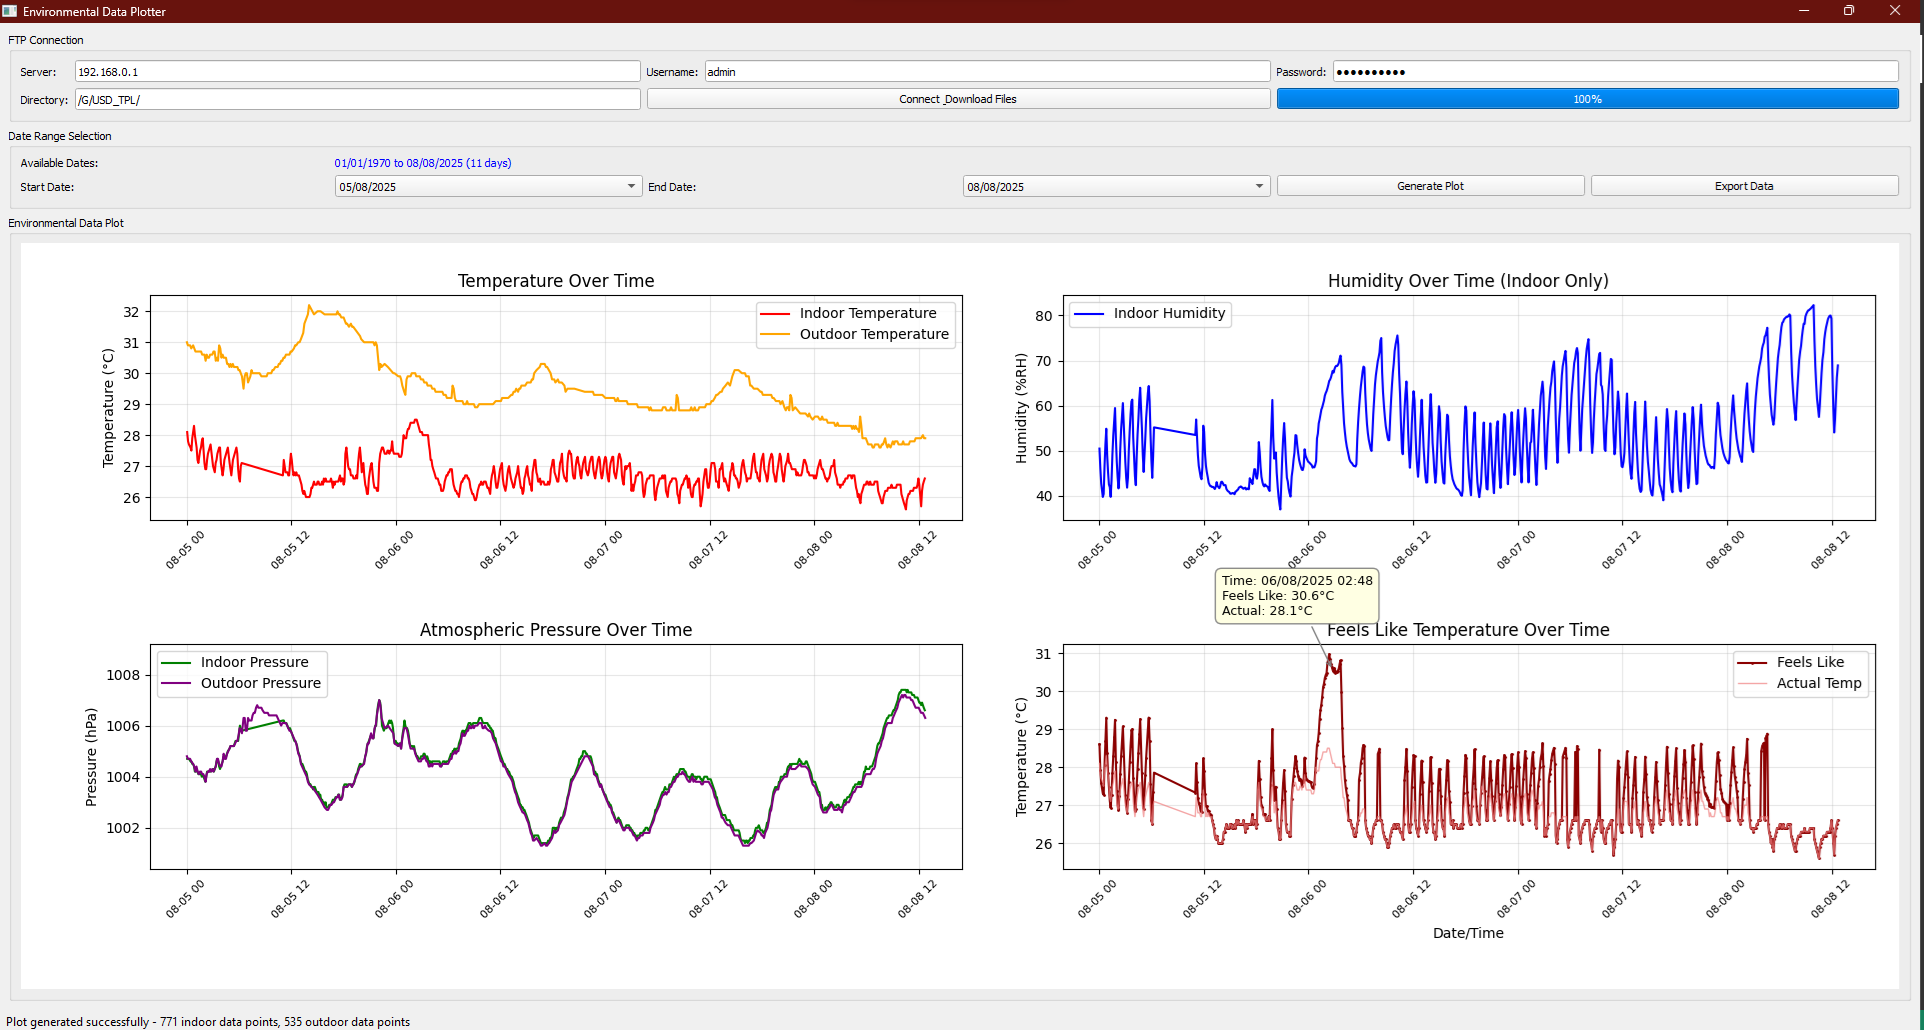 Environmental Data Plotter
FTP Connection
Server: 192.168.0.1 Username: admin Password: ●●●●●●●●●●
Directory: /G/USD_TPL/ Connect _Download Files 100%
Date Range Selection
Available Dates: 01/01/1970 to 08/08/2025 (11 days)
Start Date: 05/08/2025 End Date: 08/08/2025 Generate Plot Export Data
Environmental Data Plot
Temperature Over Time
Indoor Temperature
Outdoor Temperature
Temperature (°C)
32
31
30
29
28
27
26
08-05 00 08-05 12 08-06 00 08-06 12 08-07 00 08-07 12 08-08 00 08-08 12
Humidity Over Time (Indoor Only)
Indoor Humidity
Humidity (%RH)
80
70
60
50
40
08-05 00 08-05 12 08-06 00 08-06 12 08-07 00 08-07 12 08-08 00 08-08 12
Time: 06/08/2025 02:48
Feels Like: 30.6°C
Actual: 28.1°C
Atmospheric Pressure Over Time
Indoor Pressure
Outdoor Pressure
Pressure (hPa)
1008
1006
1004
1002
08-05 00 08-05 12 08-06 00 08-06 12 08-07 00 08-07 12 08-08 00 08-08 12
Feels Like Temperature Over Time
Feels Like
Actual Temp
Temperature (°C)
31
30
29
28
27
26
08-05 00 08-05 12 08-06 00 08-06 12 08-07 00 08-07 12 08-08 00 08-08 12
Date/Time
Plot generated successfully - 771 indoor data points, 535 outdoor data points